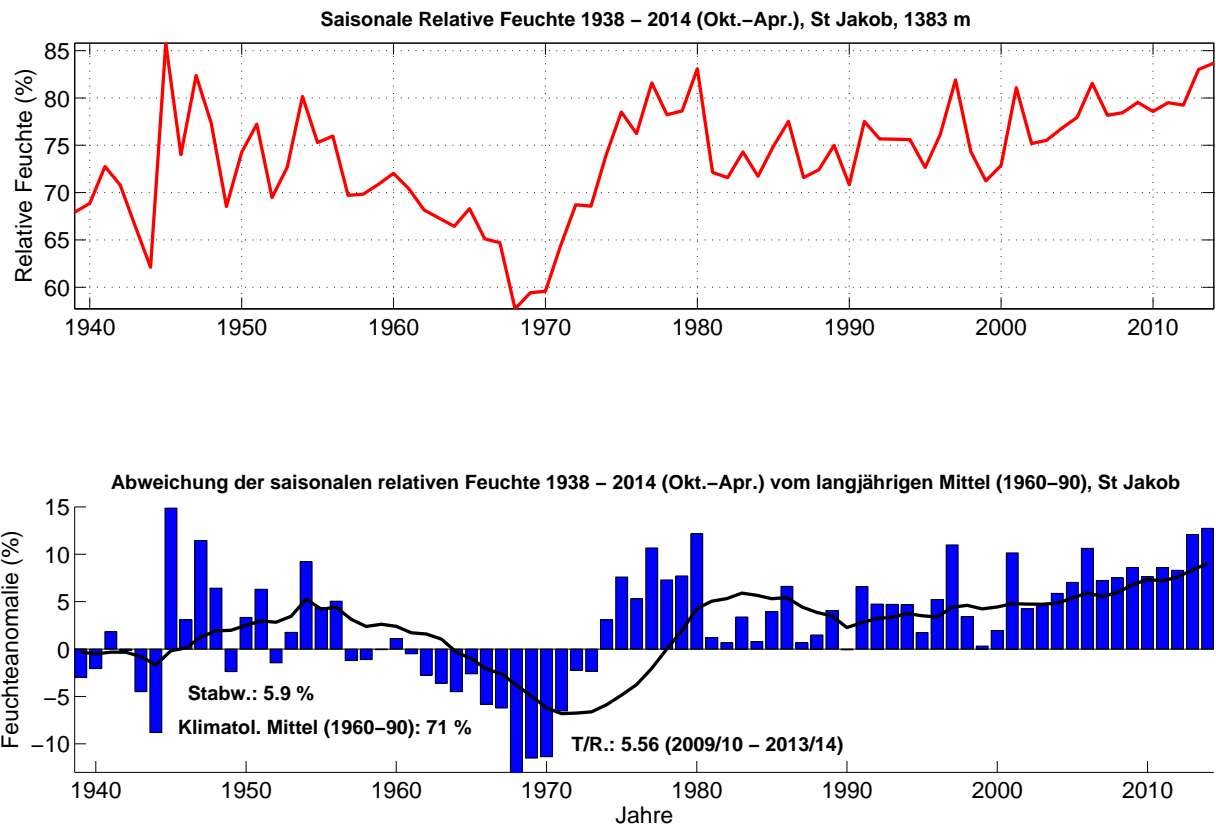 Saisonale Relative Feuchte 1938 − 2014 (Okt.−Apr.), St Jakob, 1383 m
Relative Feuchte (%)
85
80
75
70
65
60
1940 1950 1960 1970 1980 1990 2000 2010
Abweichung der saisonalen relativen Feuchte 1938 − 2014 (Okt.−Apr.) vom langjährigen Mittel (1960−90), St Jakob
Feuchteanomalie (%)
15
10
5
0
−5
−10
Stabw.: 5.9 %
Klimatol. Mittel (1960−90): 71 %
T/R.: 5.56 (2009/10 − 2013/14)
1940 1950 1960 1970 1980 1990 2000 2010
Jahre